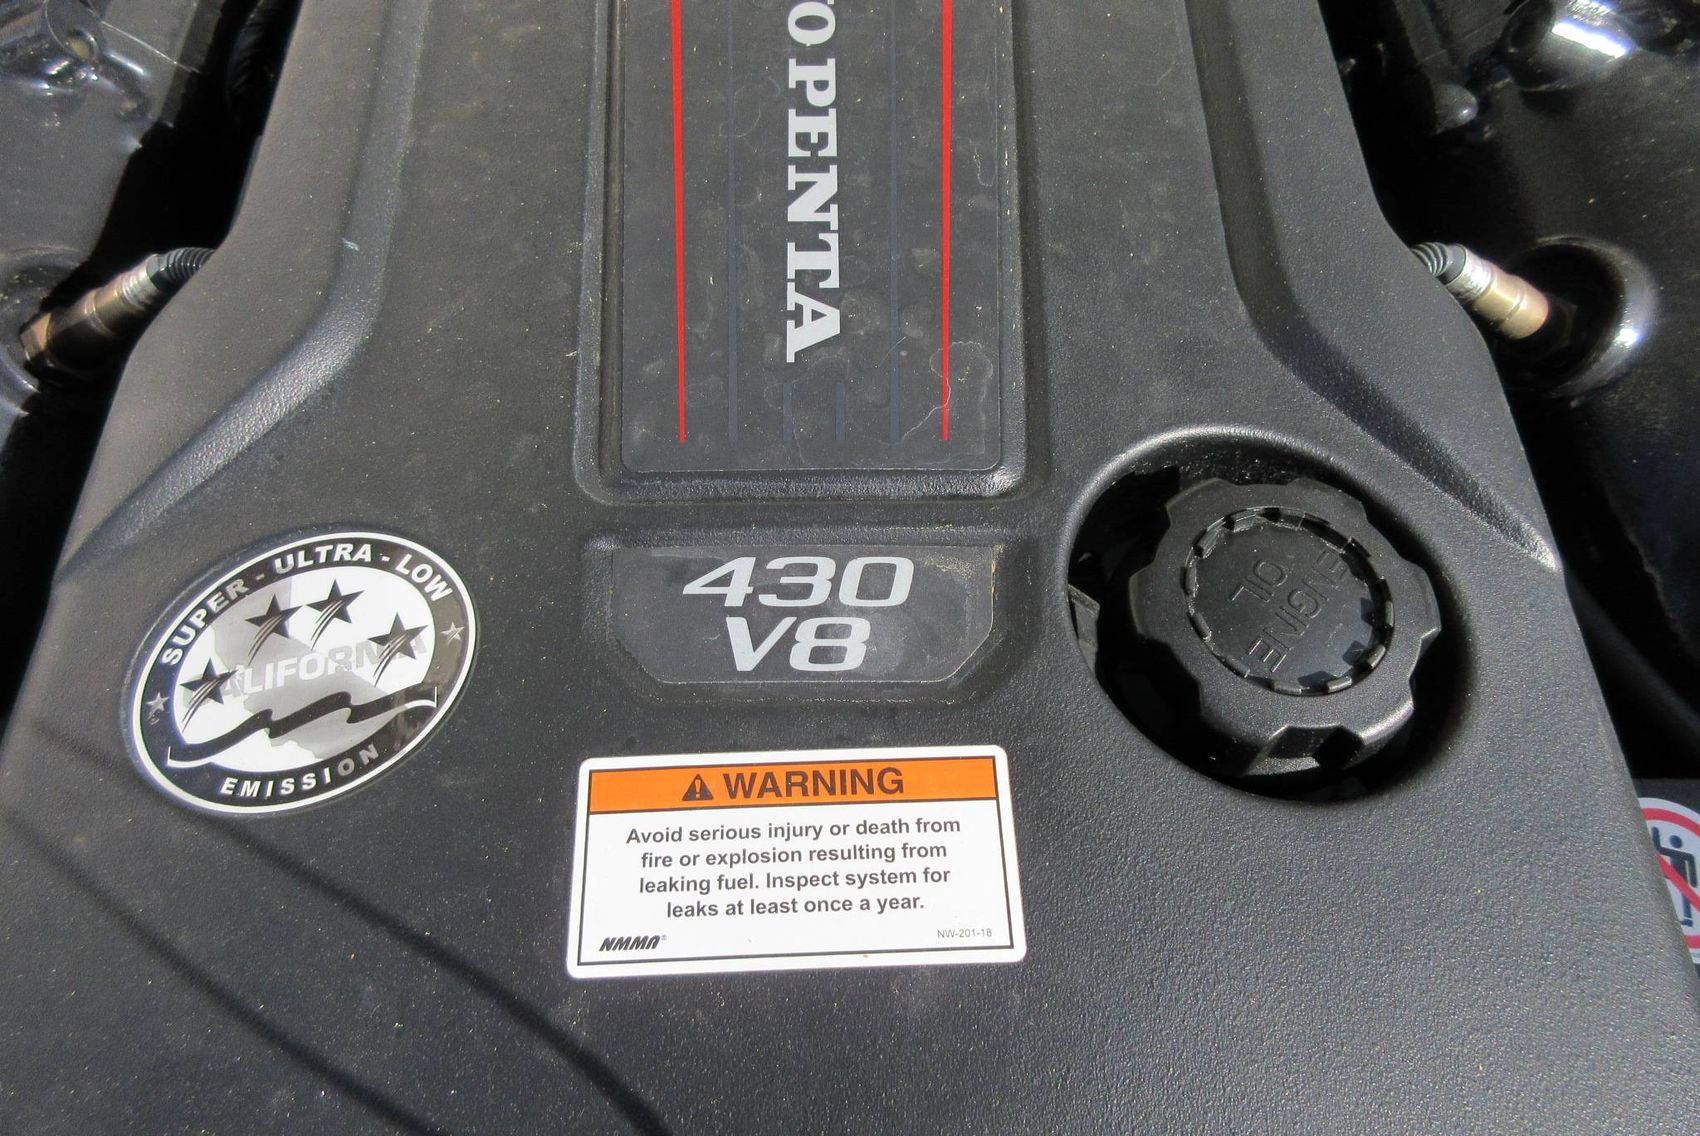 O PENTA
SUPER - ULTRA - LOW
CALIFORNIA
EMISSION
430
V8
ENGINE
OIL
WARNING
Avoid serious injury or death from
fire or explosion resulting from
leaking fuel. Inspect system for
leaks at least once a year.
NMMA®
NW-201-18